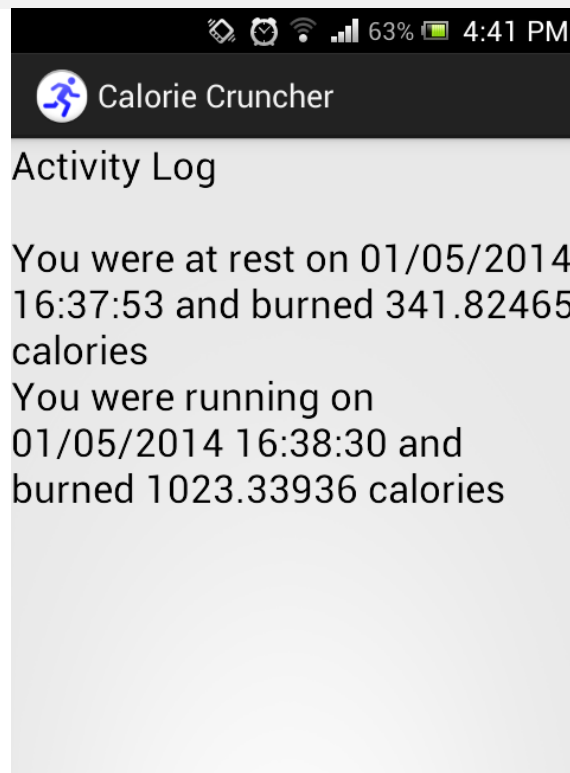 63% 4:41 PM
Calorie Cruncher
Activity Log
You were at rest on 01/05/2014
16:37:53 and burned 341.82465
calories
You were running on
01/05/2014 16:38:30 and
burned 1023.33936 calories